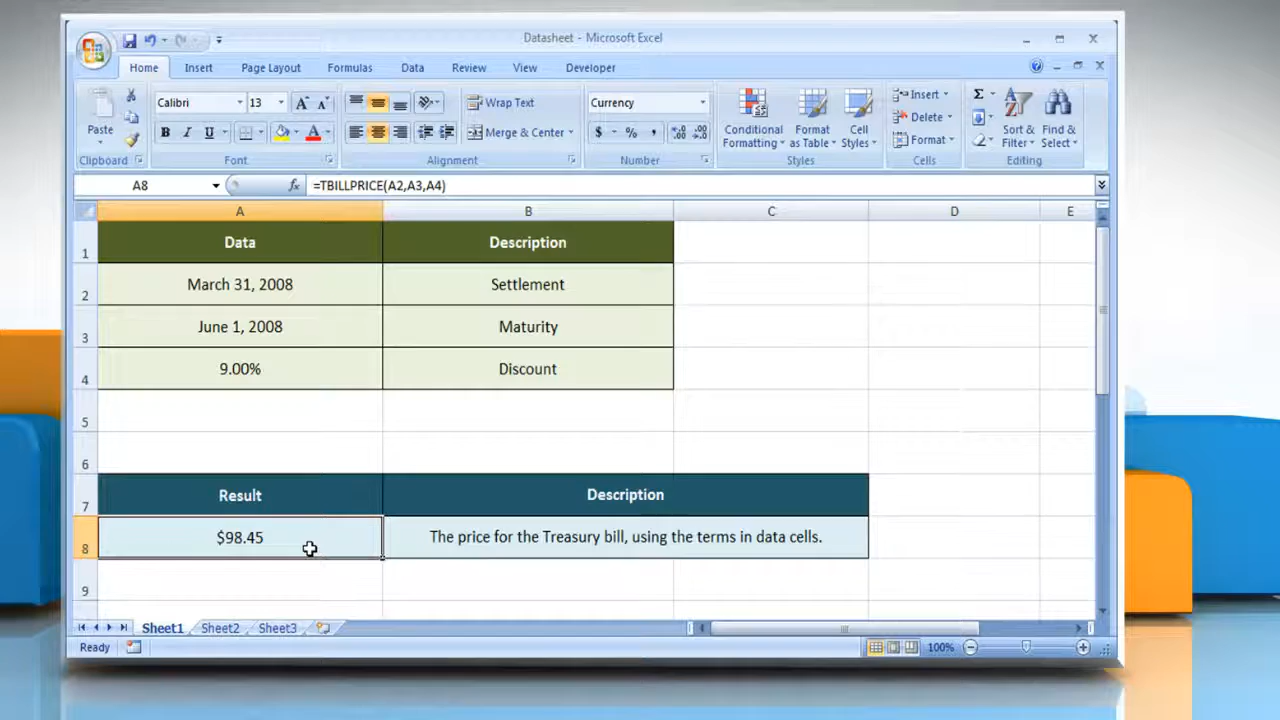 Datasheet - Microsoft Excel
Home Insert Page Layout Formulas Data Review View Developer
Calibri 13 A A Wrap Text Currency Insert Σ
Paste B I U A Merge & Center $ % , Conditional Formatting Format as Table Cell Styles Delete Format Sort & Filter Find & Select
Clipboard Font Alignment Number Styles Cells Editing
A8 fx =TBILLPRICE(A2,A3,A4)
A B C D E
1 Data Description
2 March 31, 2008 Settlement
3 June 1, 2008 Maturity
4 9.00% Discount
5
6
7 Result Description
8 $98.45 The price for the Treasury bill, using the terms in data cells.
9
Sheet1 Sheet2 Sheet3
Ready 100%